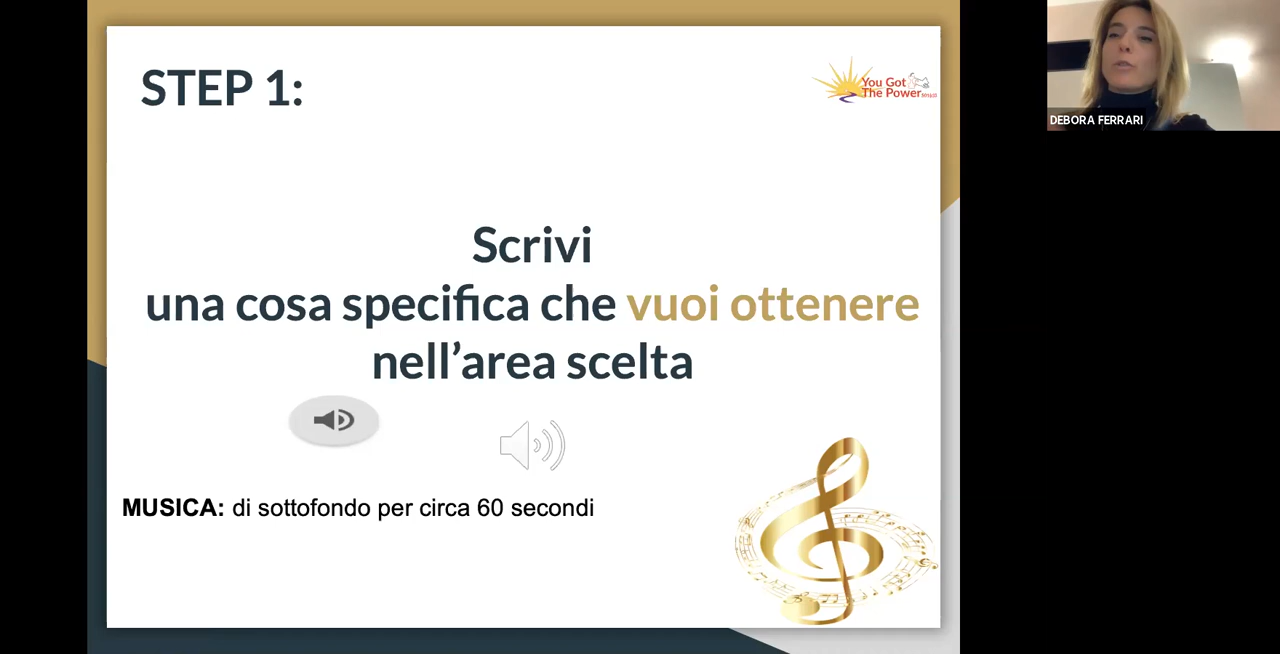 STEP 1:
You Got
The Power
Scrivi
una cosa specifica che vuoi ottenere
nell’area scelta
MUSICA: di sottofondo per circa 60 secondi
DEBORA FERRARI